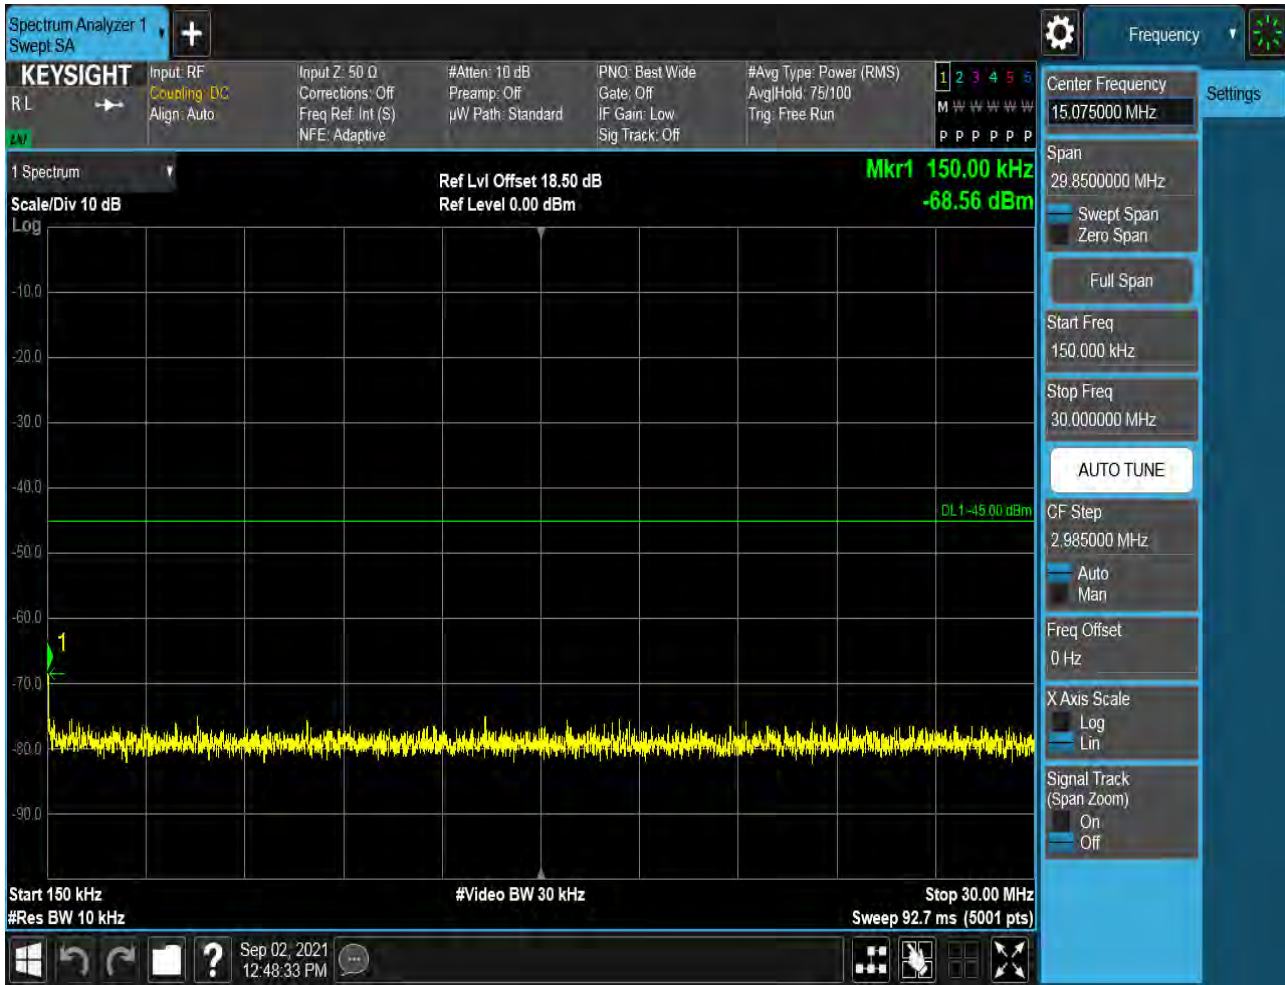 Spectrum Analyzer 1
Swept SA
Frequency
KEYSIGHT
R L
Input: RF
Coupling: DC
Align: Auto
Input Z: 50 Ω
Corrections: Off
Freq Ref: Int (S)
NFE: Adaptive
#Atten: 10 dB
Preamp: Off
µW Path: Standard
PNO: Best Wide
Gate: Off
IF Gain: Low
Sig Track: Off
#Avg Type: Power (RMS)
Avg|Hold: 75/100
Trig: Free Run
1 2 3 4 5 6
M W W W W W
P P P P P P
1 Spectrum
Scale/Div 10 dB
Log
Ref Lvl Offset 18.50 dB
Ref Level 0.00 dBm
Mkr1 150.00 kHz
-68.56 dBm
-10.0
-20.0
-30.0
-40.0
DL1 -45.00 dBm
-50.0
-60.0
1
-70.0
-80.0
-90.0
Start 150 kHz
#Video BW 30 kHz
Stop 30.00 MHz
#Res BW 10 kHz
Sweep 92.7 ms (5001 pts)
Center Frequency
15.075000 MHz
Settings
Span
29.8500000 MHz
Swept Span
Zero Span
Full Span
Start Freq
150.000 kHz
Stop Freq
30.000000 MHz
AUTO TUNE
CF Step
2.985000 MHz
Auto
Man
Freq Offset
0 Hz
X Axis Scale
Log
Lin
Signal Track
(Span Zoom)
On
Off
?
Sep 02, 2021
12:48:33 PM